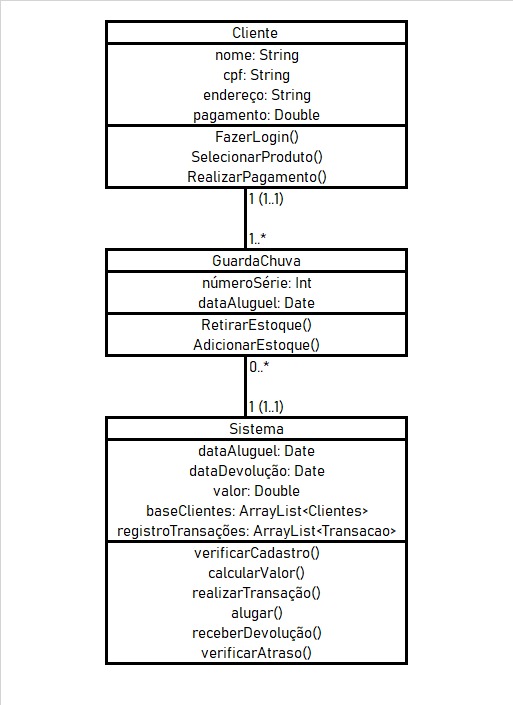 Cliente
nome: String
cpf: String
endereço: String
pagamento: Double
FazerLogin()
SelecionarProduto()
RealizarPagamento()
1 (1..1)
1..*
GuardaChuva
númeroSérie: Int
dataAluguel: Date
RetirarEstoque()
AdicionarEstoque()
0..*
1 (1..1)
Sistema
dataAluguel: Date
dataDevolução: Date
valor: Double
baseClientes: ArrayList<Clientes>
registroTransações: ArrayList<Transacao>
verificarCadastro()
calcularValor()
realizarTransação()
alugar()
receberDevolução()
verificarAtraso()